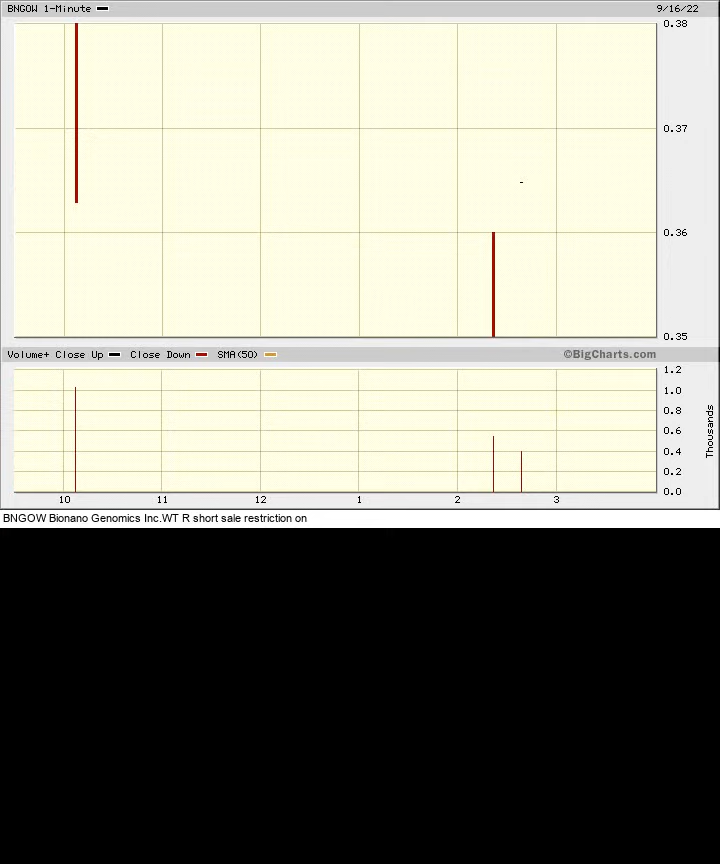 BNGOW 1-Minute 9/16/22
0.38
0.37
0.36
0.35
Volume+ Close Up Close Down SMA(50) ©BigCharts.com
1.2
1.0
0.8
0.6
0.4
0.2
0.0
Thousands
10 11 12 1 2 3
BNGOW Bionano Genomics Inc.WT R short sale restriction on